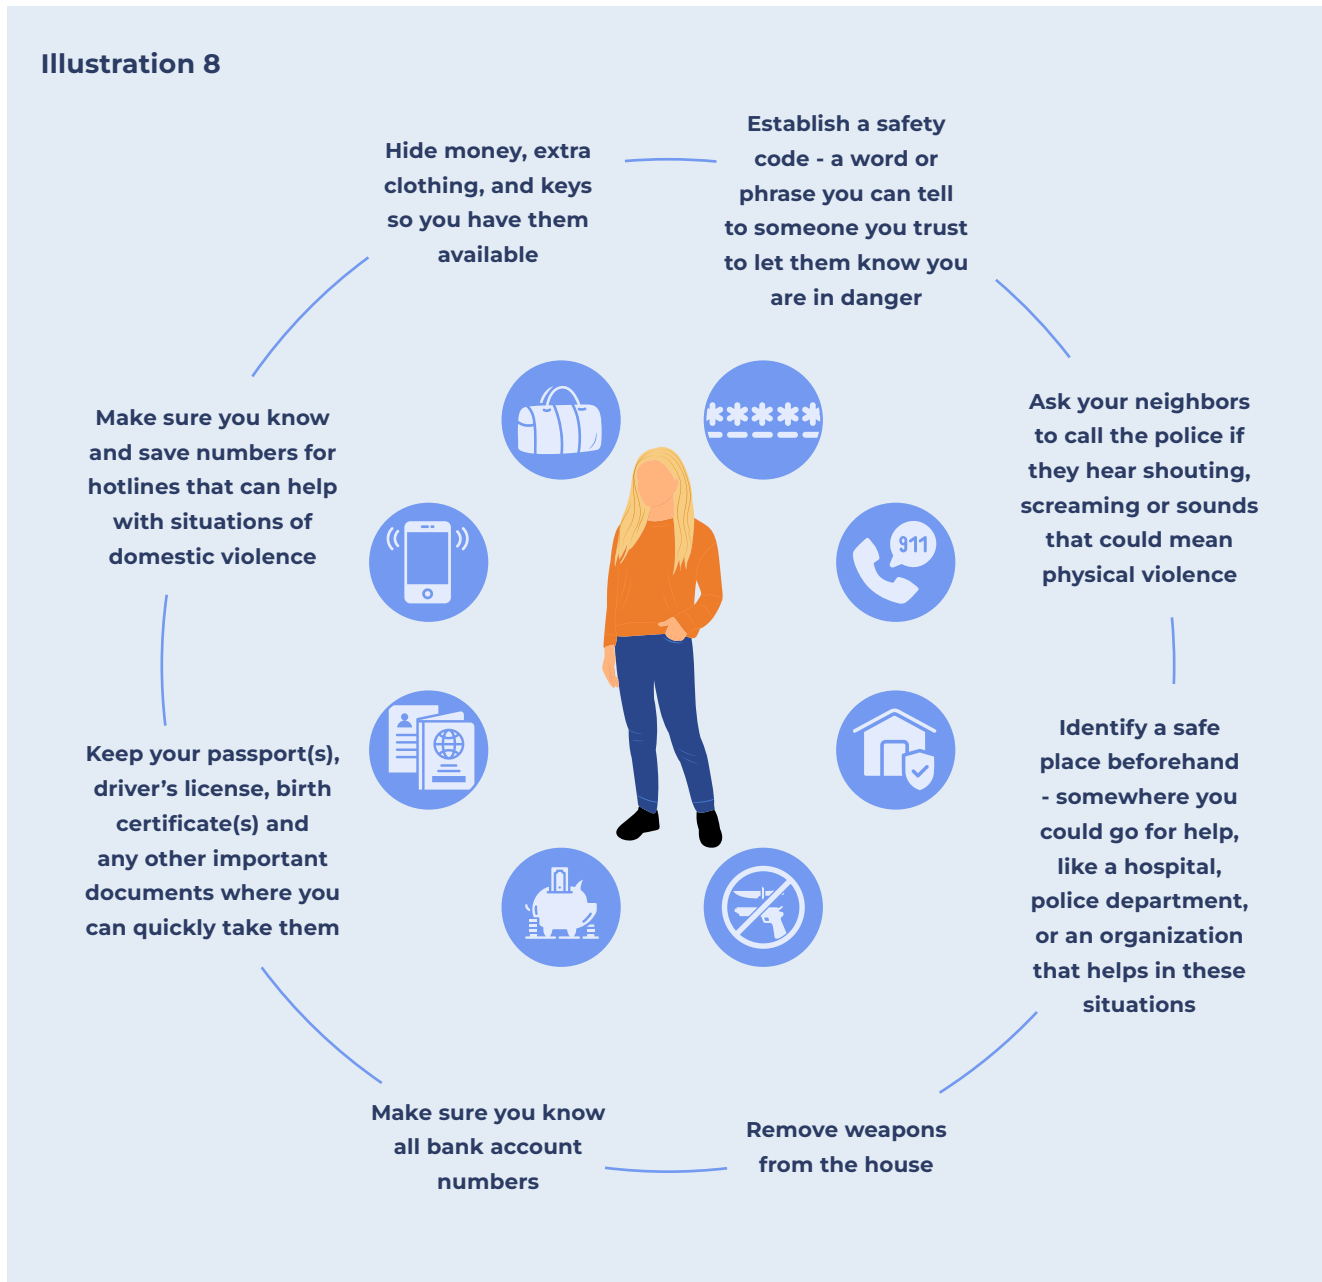 Illustration 8
Hide money, extra
clothing, and keys
so you have them
available
Establish a safety
code - a word or
phrase you can tell
to someone you trust
to let them know you
are in danger
Ask your neighbors
to call the police if
they hear shouting,
screaming or sounds
that could mean
physical violence
911
Identify a safe
place beforehand
- somewhere you
could go for help,
like a hospital,
police department,
or an organization
that helps in these
situations
Remove weapons
from the house
Make sure you know
all bank account
numbers
Keep your passport(s),
driver’s license, birth
certificate(s) and
any other important
documents where you
can quickly take them
Make sure you know
and save numbers for
hotlines that can help
with situations of
domestic violence